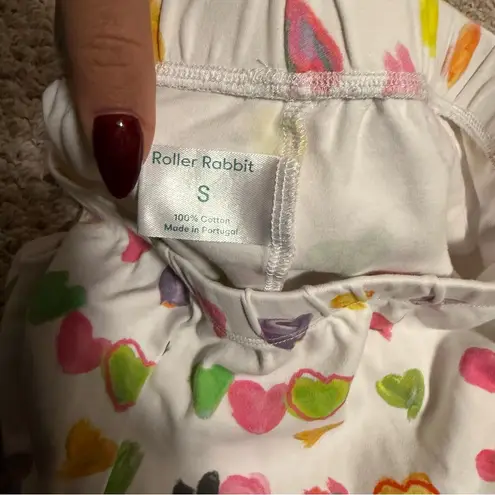 Roller Rabbit
S
100% Cotton
Made in Portugal